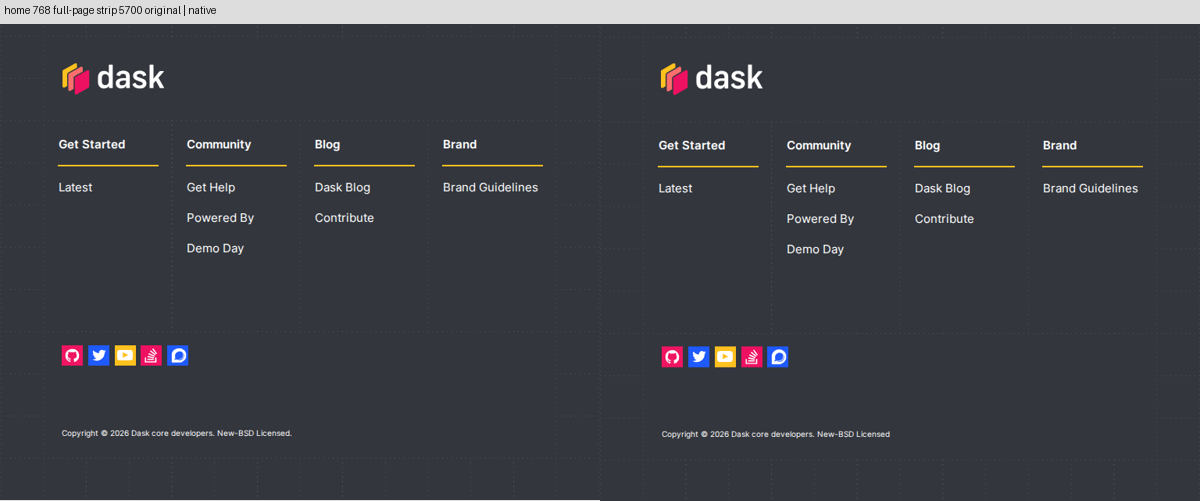 home 768 full-page strip 5700 original | native
dask
Get Started Community Blog Brand
Latest Get Help Dask Blog Brand Guidelines
Powered By Contribute
Demo Day
Copyright © 2026 Dask core developers. New-BSD Licensed.
dask
Get Started Community Blog Brand
Latest Get Help Dask Blog Brand Guidelines
Powered By Contribute
Demo Day
Copyright © 2026 Dask core developers. New-BSD Licensed